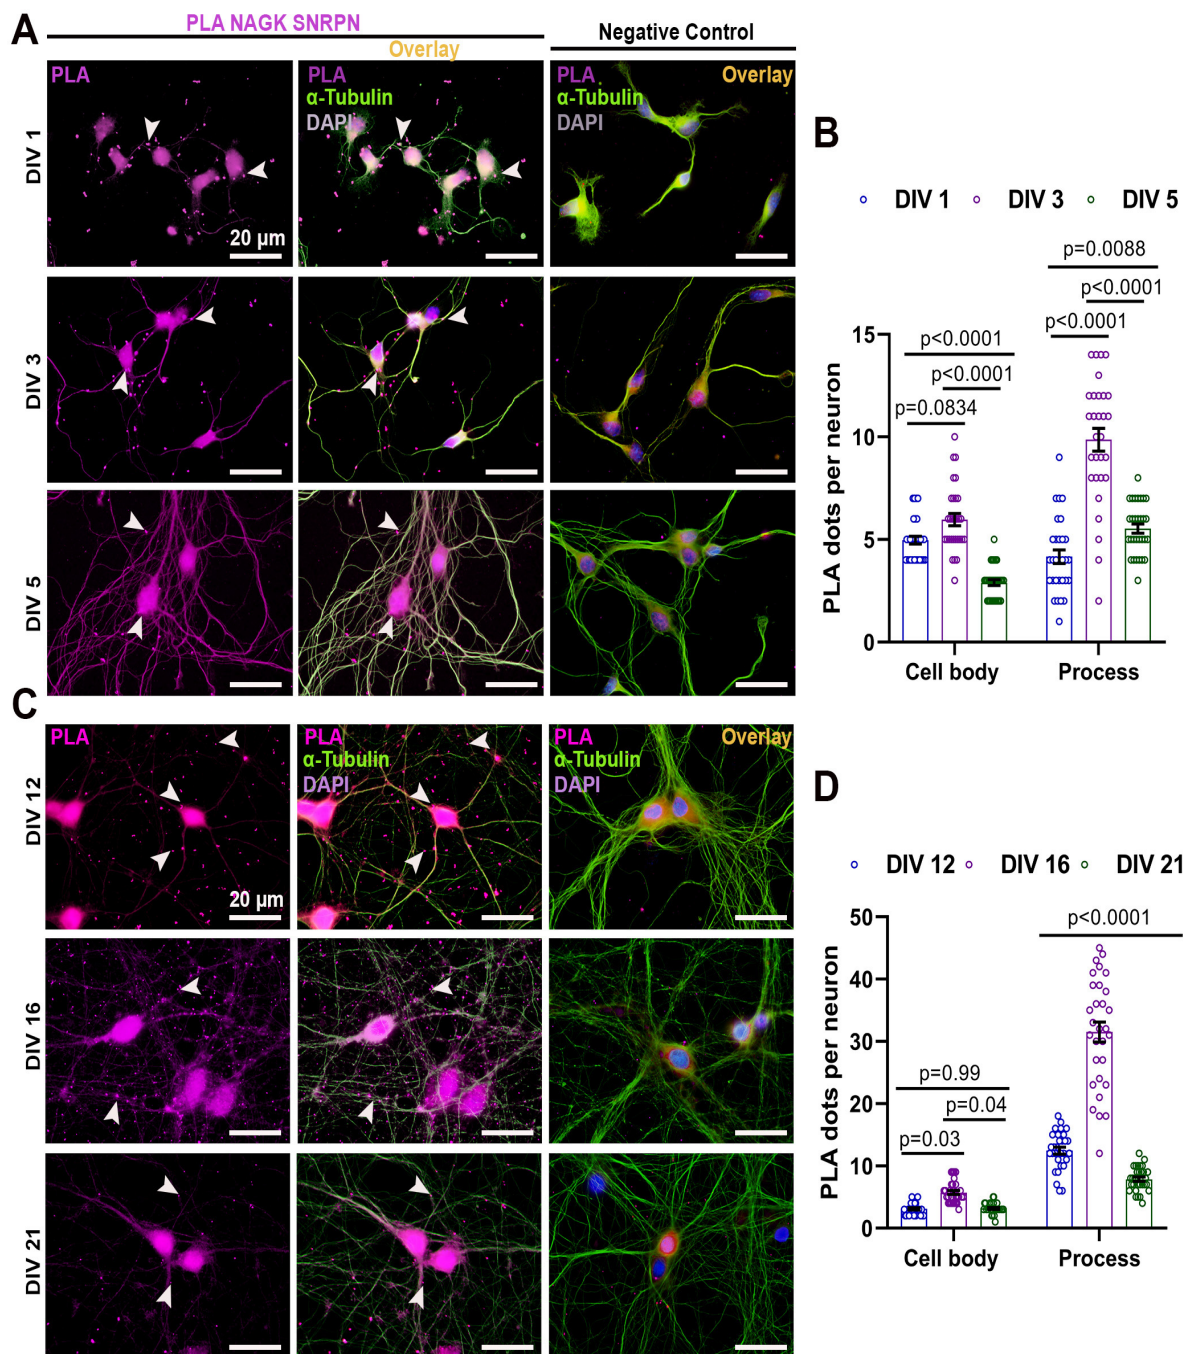 A
PLA NAGK SNRPN
Overlay
Negative Control
PLA
PLA
α-Tubulin
DAPI
PLA
α-Tubulin
DAPI
Overlay
DIV 1
20 µm
DIV 3
DIV 5
B
DIV 1 DIV 3 DIV 5
p=0.0088
p<0.0001
p<0.0001
p<0.0001
p<0.0001
p=0.0834
PLA dots per neuron
15
10
5
0
Cell body Process
C
PLA
PLA
α-Tubulin
DAPI
PLA
α-Tubulin
DAPI
Overlay
DIV 12
20 µm
DIV 16
DIV 21
D
DIV 12 DIV 16 DIV 21
p<0.0001
p=0.99
p=0.04
p=0.03
PLA dots per neuron
50
40
30
20
10
0
Cell body Process